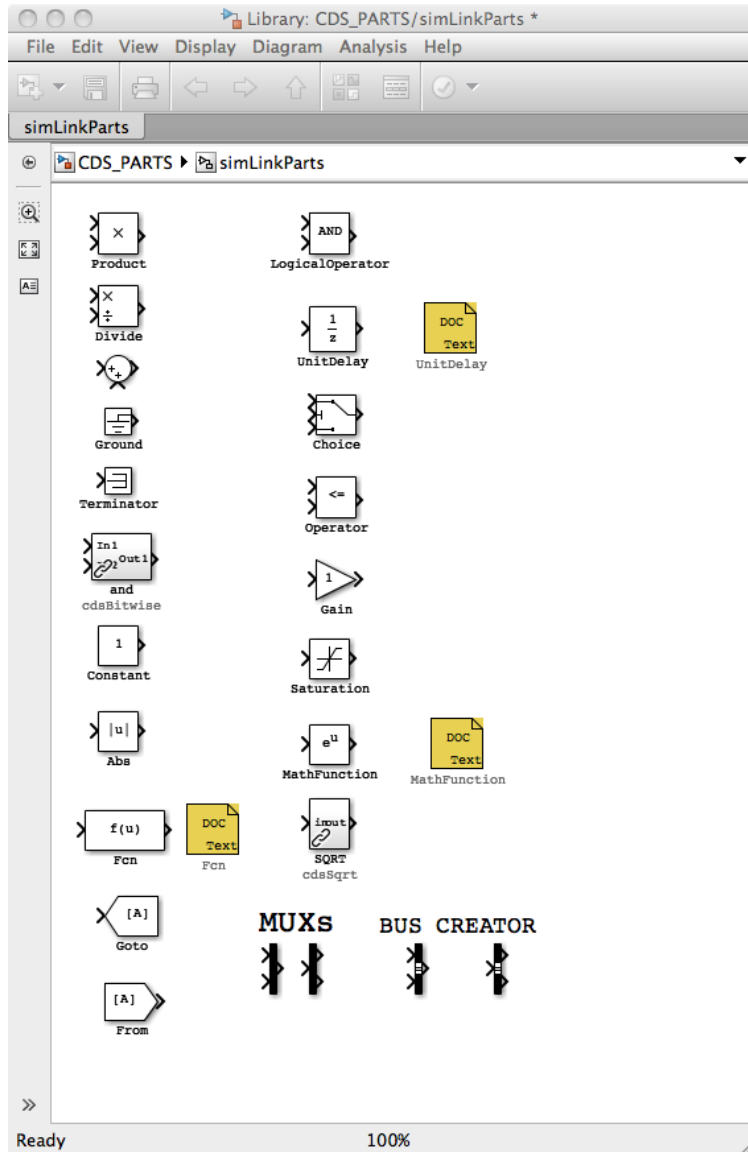 Library: CDS_PARTS/simLinkParts *
File Edit View Display Diagram Analysis Help
simLinkParts
CDS_PARTS simLinkParts
×
Product
AND
LogicalOperator
×
÷
Divide
1
z
UnitDelay
DOC
Text
UnitDelay
+
+
Ground
Choice
Terminator
<=
Operator
In1
Out1
and
cdsBitwise
1
Gain
1
Constant
Saturation
|u|
Abs
eu
MathFunction
DOC
Text
MathFunction
f(u)
Fcn
DOC
Text
Fcn
SQRT
cdsSqrt
[A]
Goto
MUXs
BUS CREATOR
[A]
From
Ready
100%